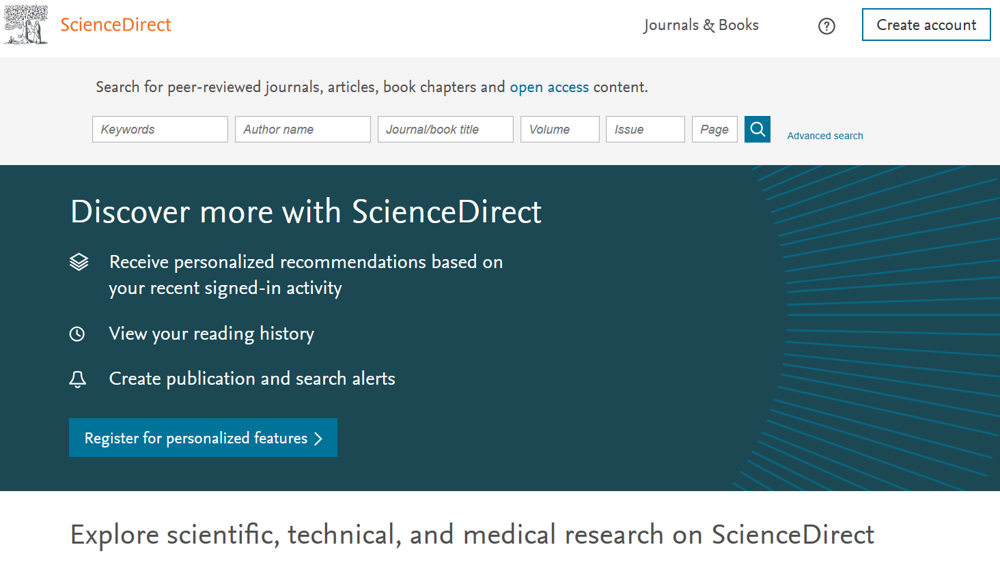 ScienceDirect
Journals & Books
?
Create account
Search for peer-reviewed journals, articles, book chapters and open access content.
Keywords
Author name
Journal/book title
Volume
Issue
Page
Advanced search
Discover more with ScienceDirect
Receive personalized recommendations based on
your recent signed-in activity
View your reading history
Create publication and search alerts
Register for personalized features
Explore scientific, technical, and medical research on ScienceDirect